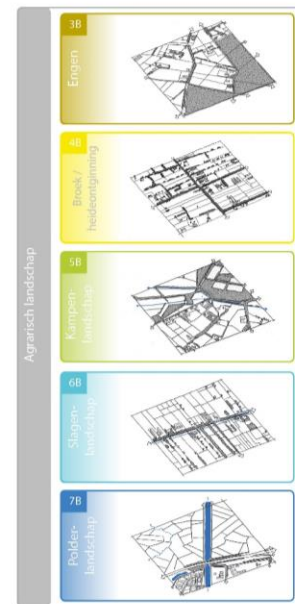 Agrarisch landschap
3B
Engen
4B
Broek /
heideontginning
5B
Kampen-
landschap
6B
Slagen-
landschap
7B
Polder-
landschap